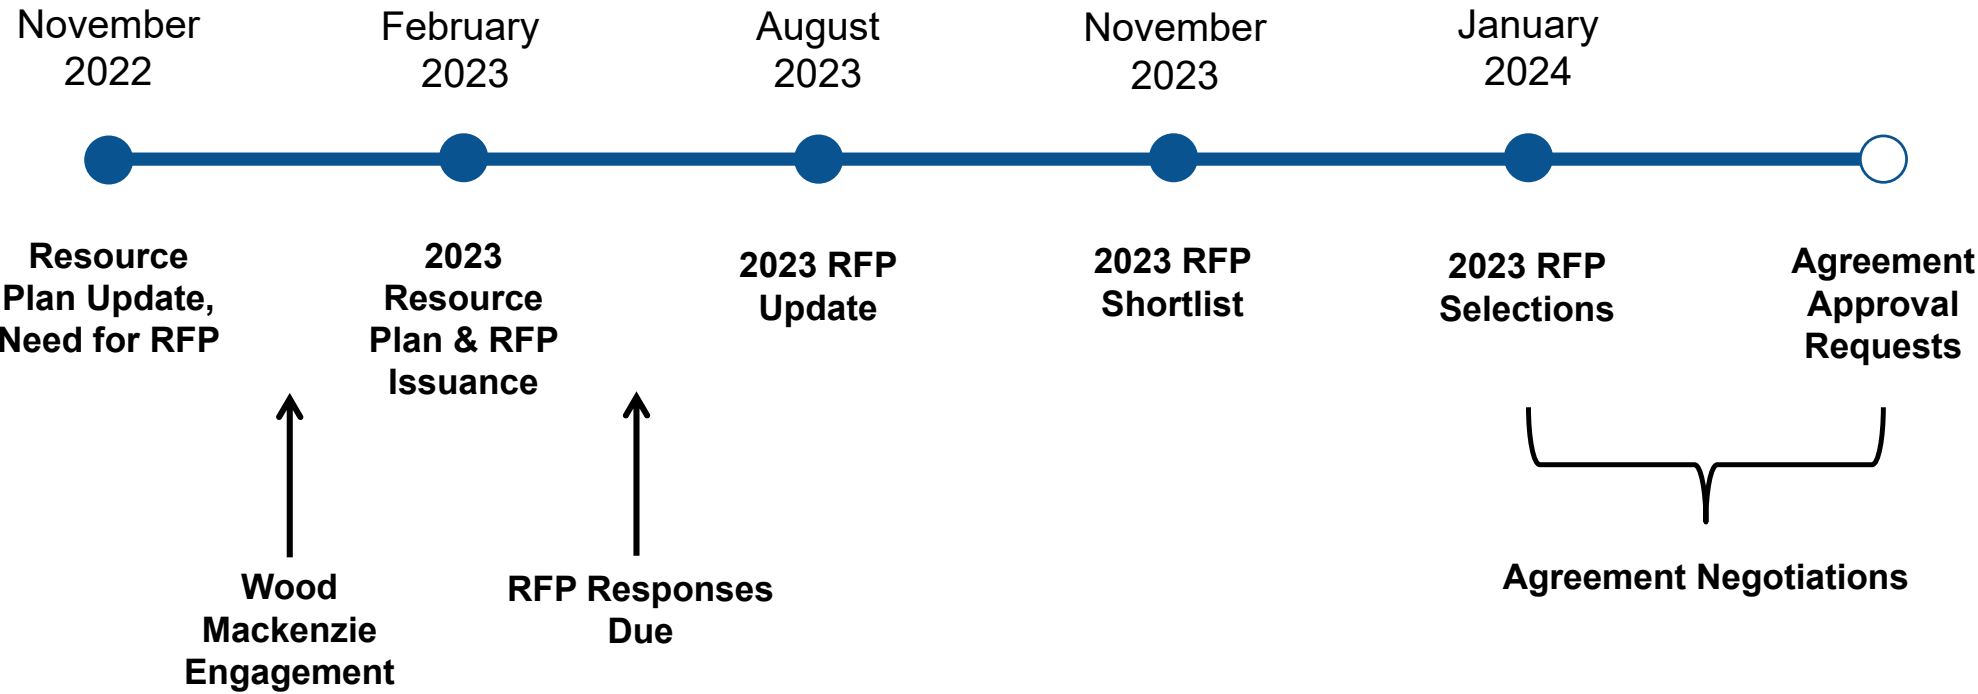 November
2022
February
2023
August
2023
November
2023
January
2024
Resource
Plan Update,
Need for RFP
2023
Resource
Plan & RFP
Issuance
2023 RFP
Update
2023 RFP
Shortlist
2023 RFP
Selections
Agreement
Approval
Requests
Wood
Mackenzie
Engagement
RFP Responses
Due
Agreement Negotiations